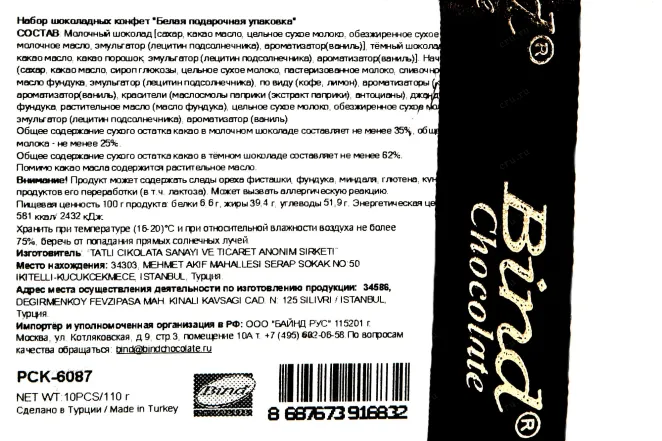 Набор шоколадных конфет "Белая подарочная упаковка"
СОСТАВ Молочный шоколад [сахар, какао масло, цельное сухое молоко, обезжиренное сухое
молочное масло, эмульгатор (лецитин подсолнечника), ароматизатор(ваниль)], тёмный
какао масло, какао порошок, эмульгатор (лецитин подсолнечника), ароматизатор(ваниль)].
(сахар, какао масло, сироп глюкозы, цельное сухое молоко, пастеризованное молоко,
масло фундука, эмульгатор (лецитин подсолнечника), по виду (кофе, лимон), ароматизаторы
ароматизатор(ваниль), красители (маслосмолы паприки (экстракт паприки), антоцианы),
фундука, растительное масло (масло фундука), цельное сухое молоко, обезжиренное сухое
эмульгатор (лецитин подсолнечника), ароматизатор (ваниль)
Общее содержание сухого остатка какао в молочном шоколаде составляет не менее 35%,
молока - не менее 25%.
Общее содержание сухого остатка какао в тёмном шоколаде составляет не менее 62%.
Помимо какао масла содержится растительное масло.
Внимание! Продукт может содержать следы ореха фисташки, фундука, миндаля, глютена,
продуктов его переработки (в т.ч. лактоза). Может вызвать аллергическую реакцию.
Пищевая ценность 100 г продукта: белки 6.6 г, жиры 39,4 г, углеводы 51,9 г. Энергетическая
581 ккал/ 2432 кДж.
Хранить при температуре (16-20)°С и при относительной влажности воздуха не более
75%, беречь от попадания прямых солнечных лучей.
Изготовитель: "TATLI CIKOLATA SANAYI VE TICARET ANONIM SIRKETI"
Место нахождения: 34303, MEHMET AKIF MAHALLESI SERAP SOKAK NO:50
IKITELLI-KUCUKCEKMECE, ISTANBUL, Турция.
Адрес места осуществления деятельности по изготовлению продукции: 34586,
DEGIRMENKOY FEVZIPASA MAH. KINALI KAVSAGI CAD. N: 125 SILIVRI / ISTANBUL,
Турция.
Импортёр и уполномоченная организация в РФ: ООО "БАЙНД РУС" 115201 г.
Москва, ул. Котляковская, д.9, стр.3, помещение 10А т. +7 (495) 662-06-56 По вопросам
качества обращаться: bind@bindchocolate.ru
PCK-6087
NET WT: 10PCS/110 г
Сделано в Турции / Made in Turkey
Bind
8 687673 916832
Bind®
Chocolate